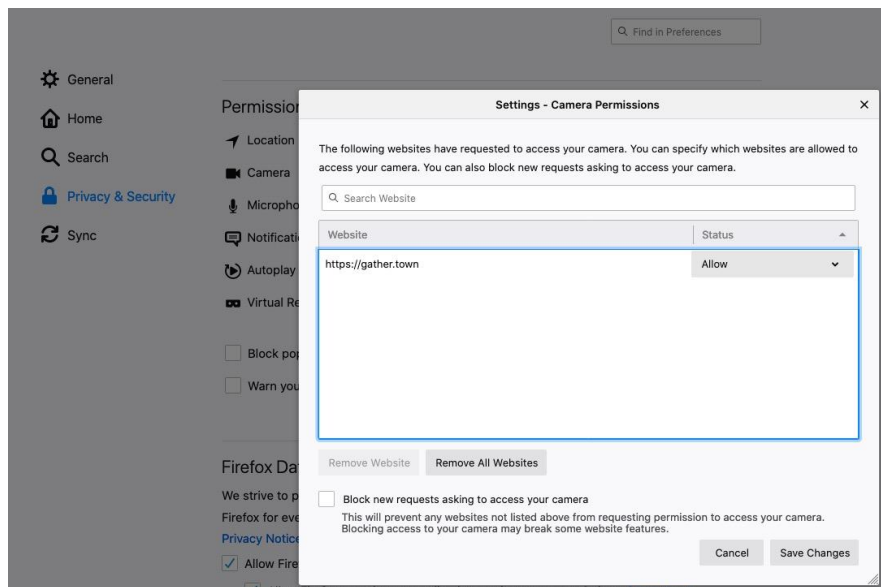 Find in Preferences
General
Home
Search
Privacy & Security
Sync
Permission
Location
Camera
Micropho
Notificati
Autoplay
Virtual Re
Block pop
Warn you
Firefox Da
We strive to p
Firefox for eve
Privacy Notice
Allow Fire
Settings - Camera Permissions
The following websites have requested to access your camera. You can specify which websites are allowed to
access your camera. You can also block new requests asking to access your camera.
Search Website
Website Status
https://gather.town Allow
Remove Website Remove All Websites
Block new requests asking to access your camera
This will prevent any websites not listed above from requesting permission to access your camera.
Blocking access to your camera may break some website features.
Cancel Save Changes